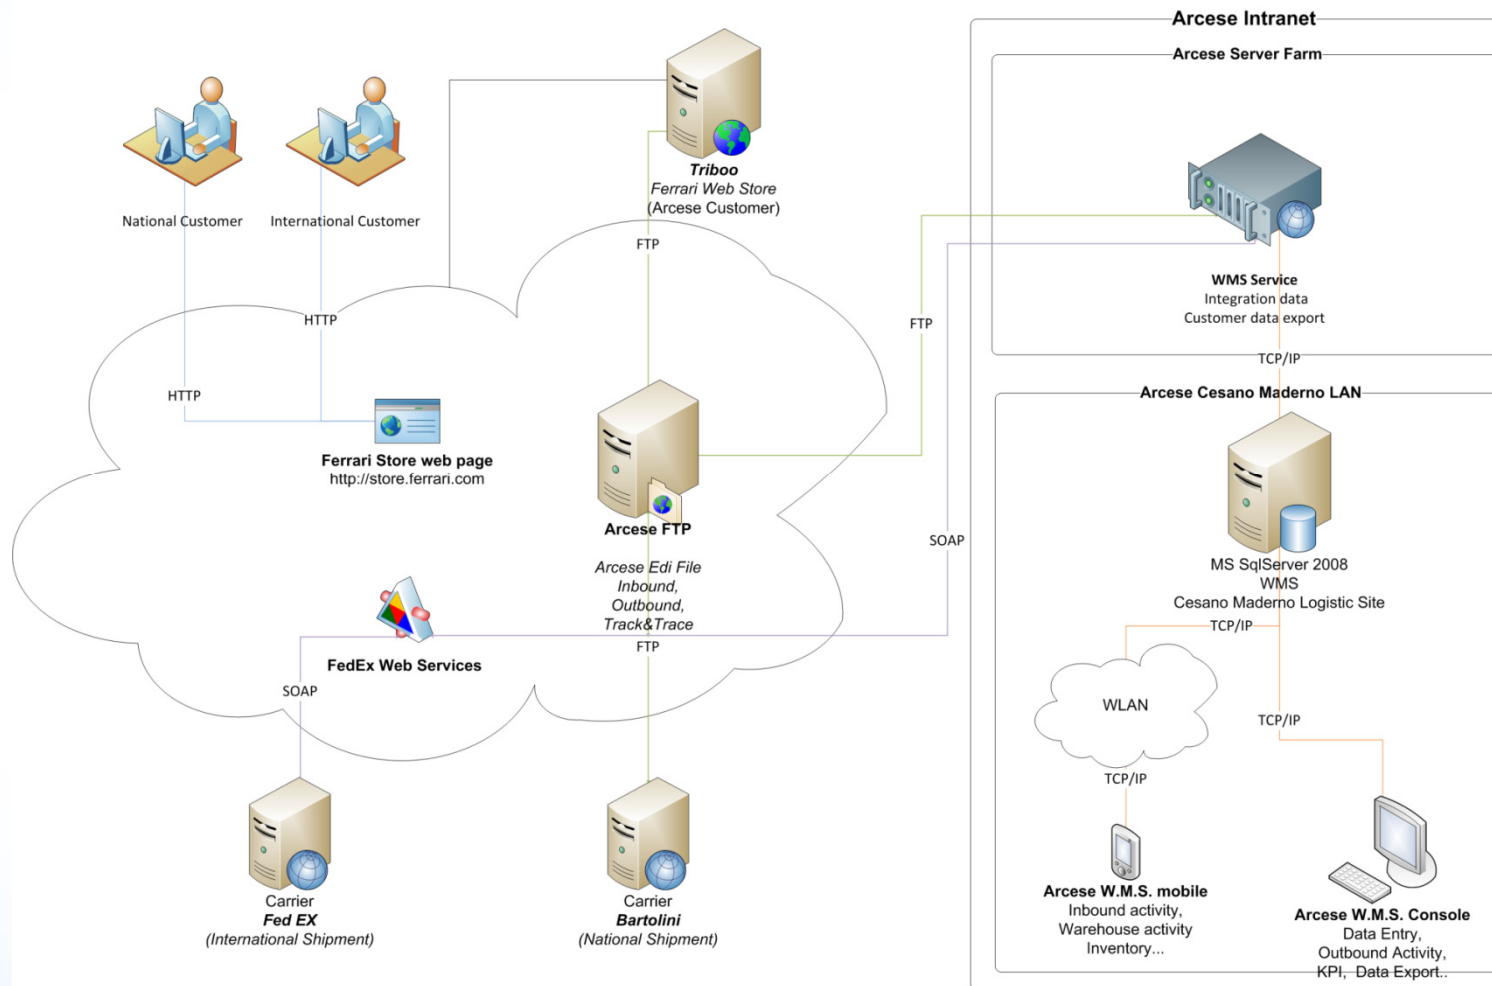 Arcese Intranet
Arcese Server Farm
National Customer
International Customer
Triboo
Ferrari Web Store
(Arcese Customer)
FTP
HTTP
HTTP
FTP
WMS Service
Integration data
Customer data export
TCP/IP
Arcese Cesano Maderno LAN
Ferrari Store web page
http://store.ferrari.com
Arcese FTP
Arcese Edi File
Inbound,
Outbound,
Track&Trace
FTP
SOAP
FedEx Web Services
SOAP
MS SqlServer 2008
WMS
Cesano Maderno Logistic Site
TCP/IP
WLAN
TCP/IP
TCP/IP
Carrier
Fed EX
(International Shipment)
Carrier
Bartolini
(National Shipment)
Arcese W.M.S. mobile
Inbound activity,
Warehouse activity
Inventory...
Arcese W.M.S. Console
Data Entry,
Outbound Activity,
KPI, Data Export..